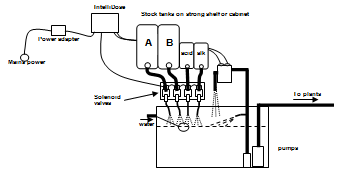 IntelliDose
Stock tanks on strong shelf or cabinet
Power adapter
Mains power
A
B
acid
alk
Solenoid
valves
To plants
water
pumps